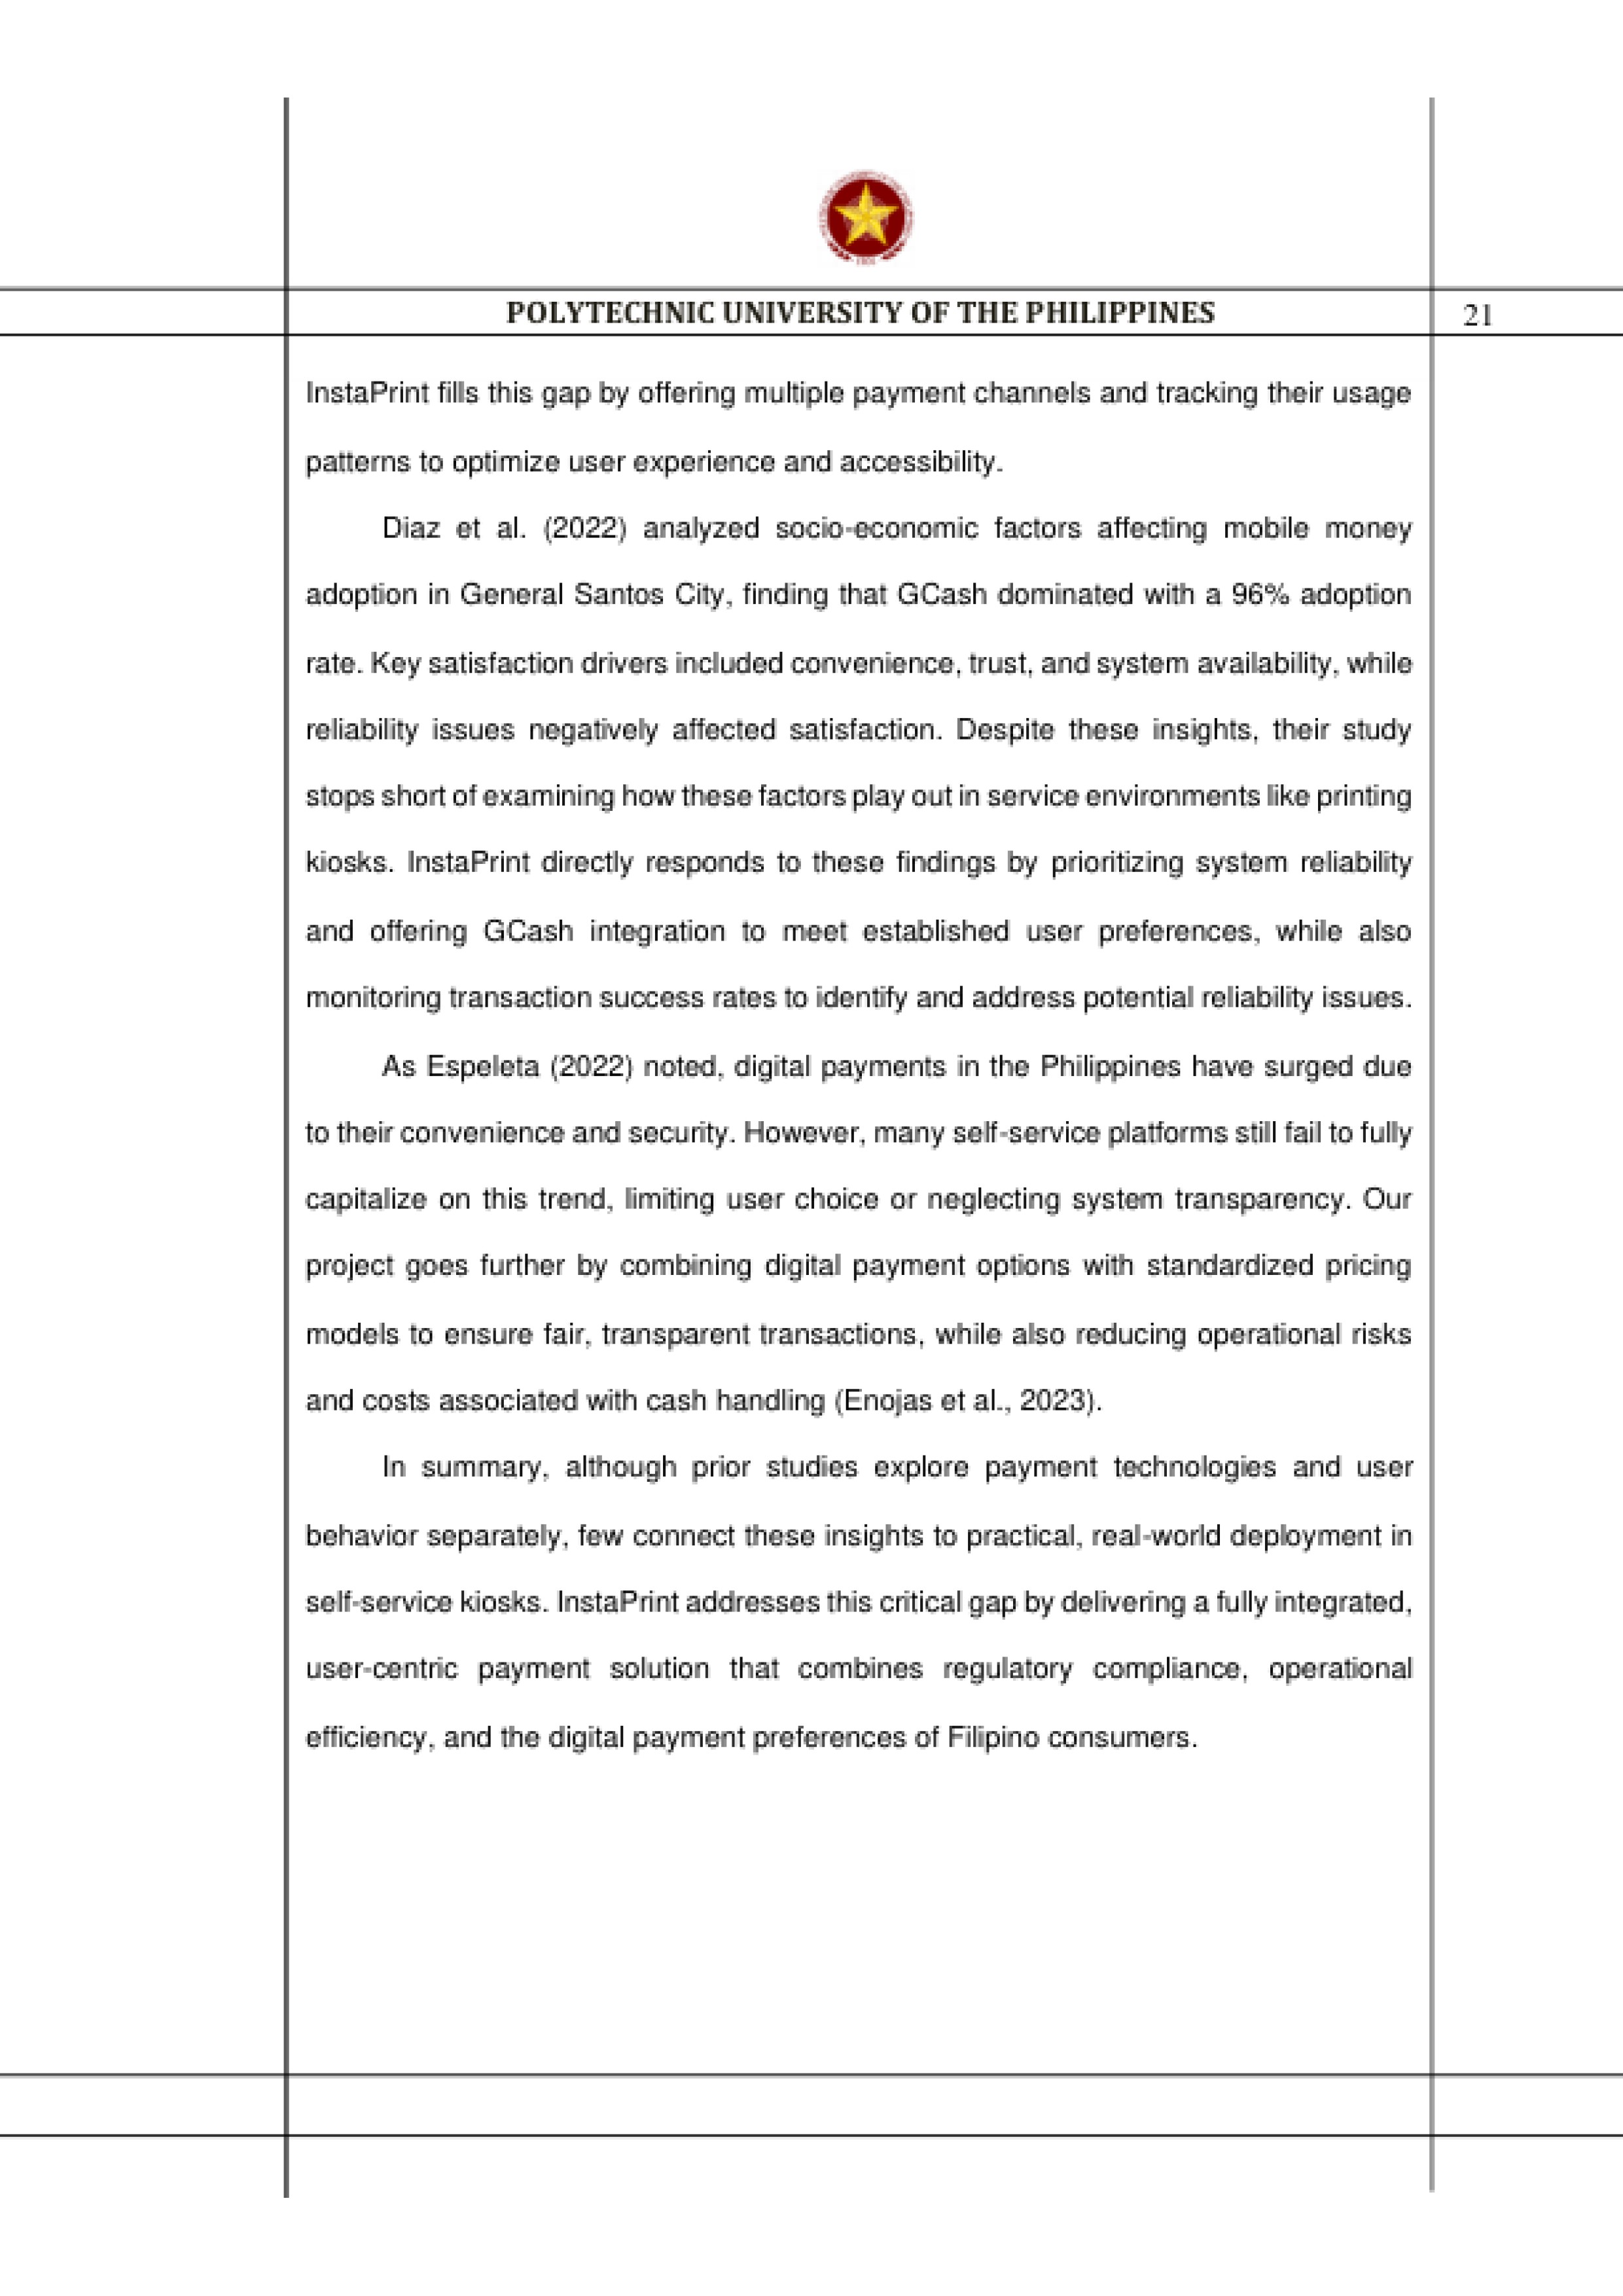 POLYTECHNIC UNIVERSITY OF THE PHILIPPINES
21
InstaPrint fills this gap by offering multiple payment channels and tracking their usage
patterns to optimize user experience and accessibility.
Diaz et al. (2022) analyzed socio-economic factors affecting mobile money
adoption in General Santos City, finding that GCash dominated with a 96% adoption
rate. Key satisfaction drivers included convenience, trust, and system availability, while
reliability issues negatively affected satisfaction. Despite these insights, their study
stops short of examining how these factors play out in service environments like printing
kiosks. InstaPrint directly responds to these findings by prioritizing system reliability
and offering GCash integration to meet established user preferences, while also
monitoring transaction success rates to identify and address potential reliability issues.
As Espeleta (2022) noted, digital payments in the Philippines have surged due
to their convenience and security. However, many self-service platforms still fail to fully
capitalize on this trend, limiting user choice or neglecting system transparency. Our
project goes further by combining digital payment options with standardized pricing
models to ensure fair, transparent transactions, while also reducing operational risks
and costs associated with cash handling (Enojas et al., 2023).
In summary, although prior studies explore payment technologies and user
behavior separately, few connect these insights to practical, real-world deployment in
self-service kiosks. InstaPrint addresses this critical gap by delivering a fully integrated,
user-centric payment solution that combines regulatory compliance, operational
efficiency, and the digital payment preferences of Filipino consumers.